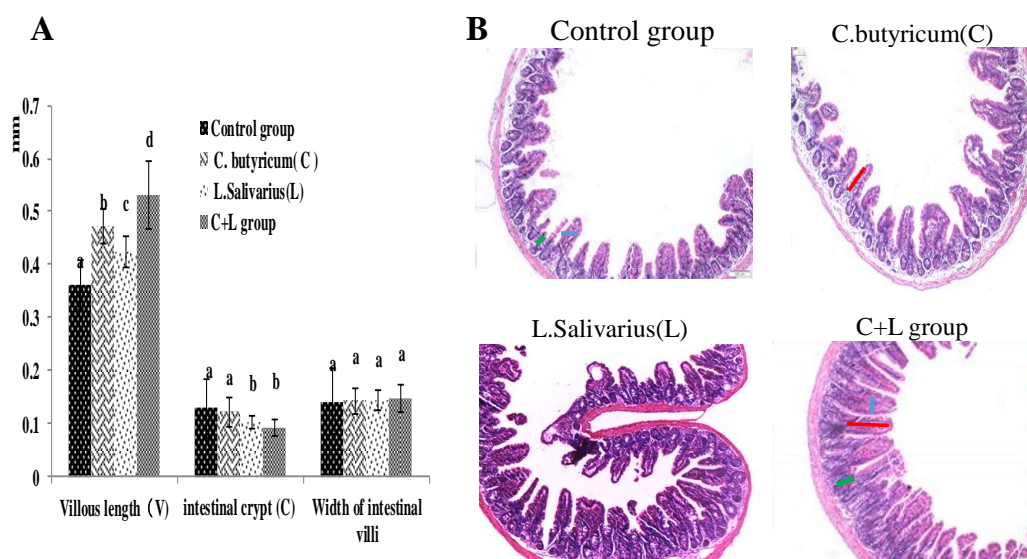 A
mm
0.7
0.6
0.5
0.4
0.3
0.2
0.1
0
Control group
C. butyricum( C )
L.Salivarius(L)
C+L group
a
b
c
d
a
a
b
b
a
a
a
a
Villous length (V)
intestinal crypt (C)
Width of intestinal
villi
B
Control group
C.butyricum(C)
L.Salivarius(L)
C+L group